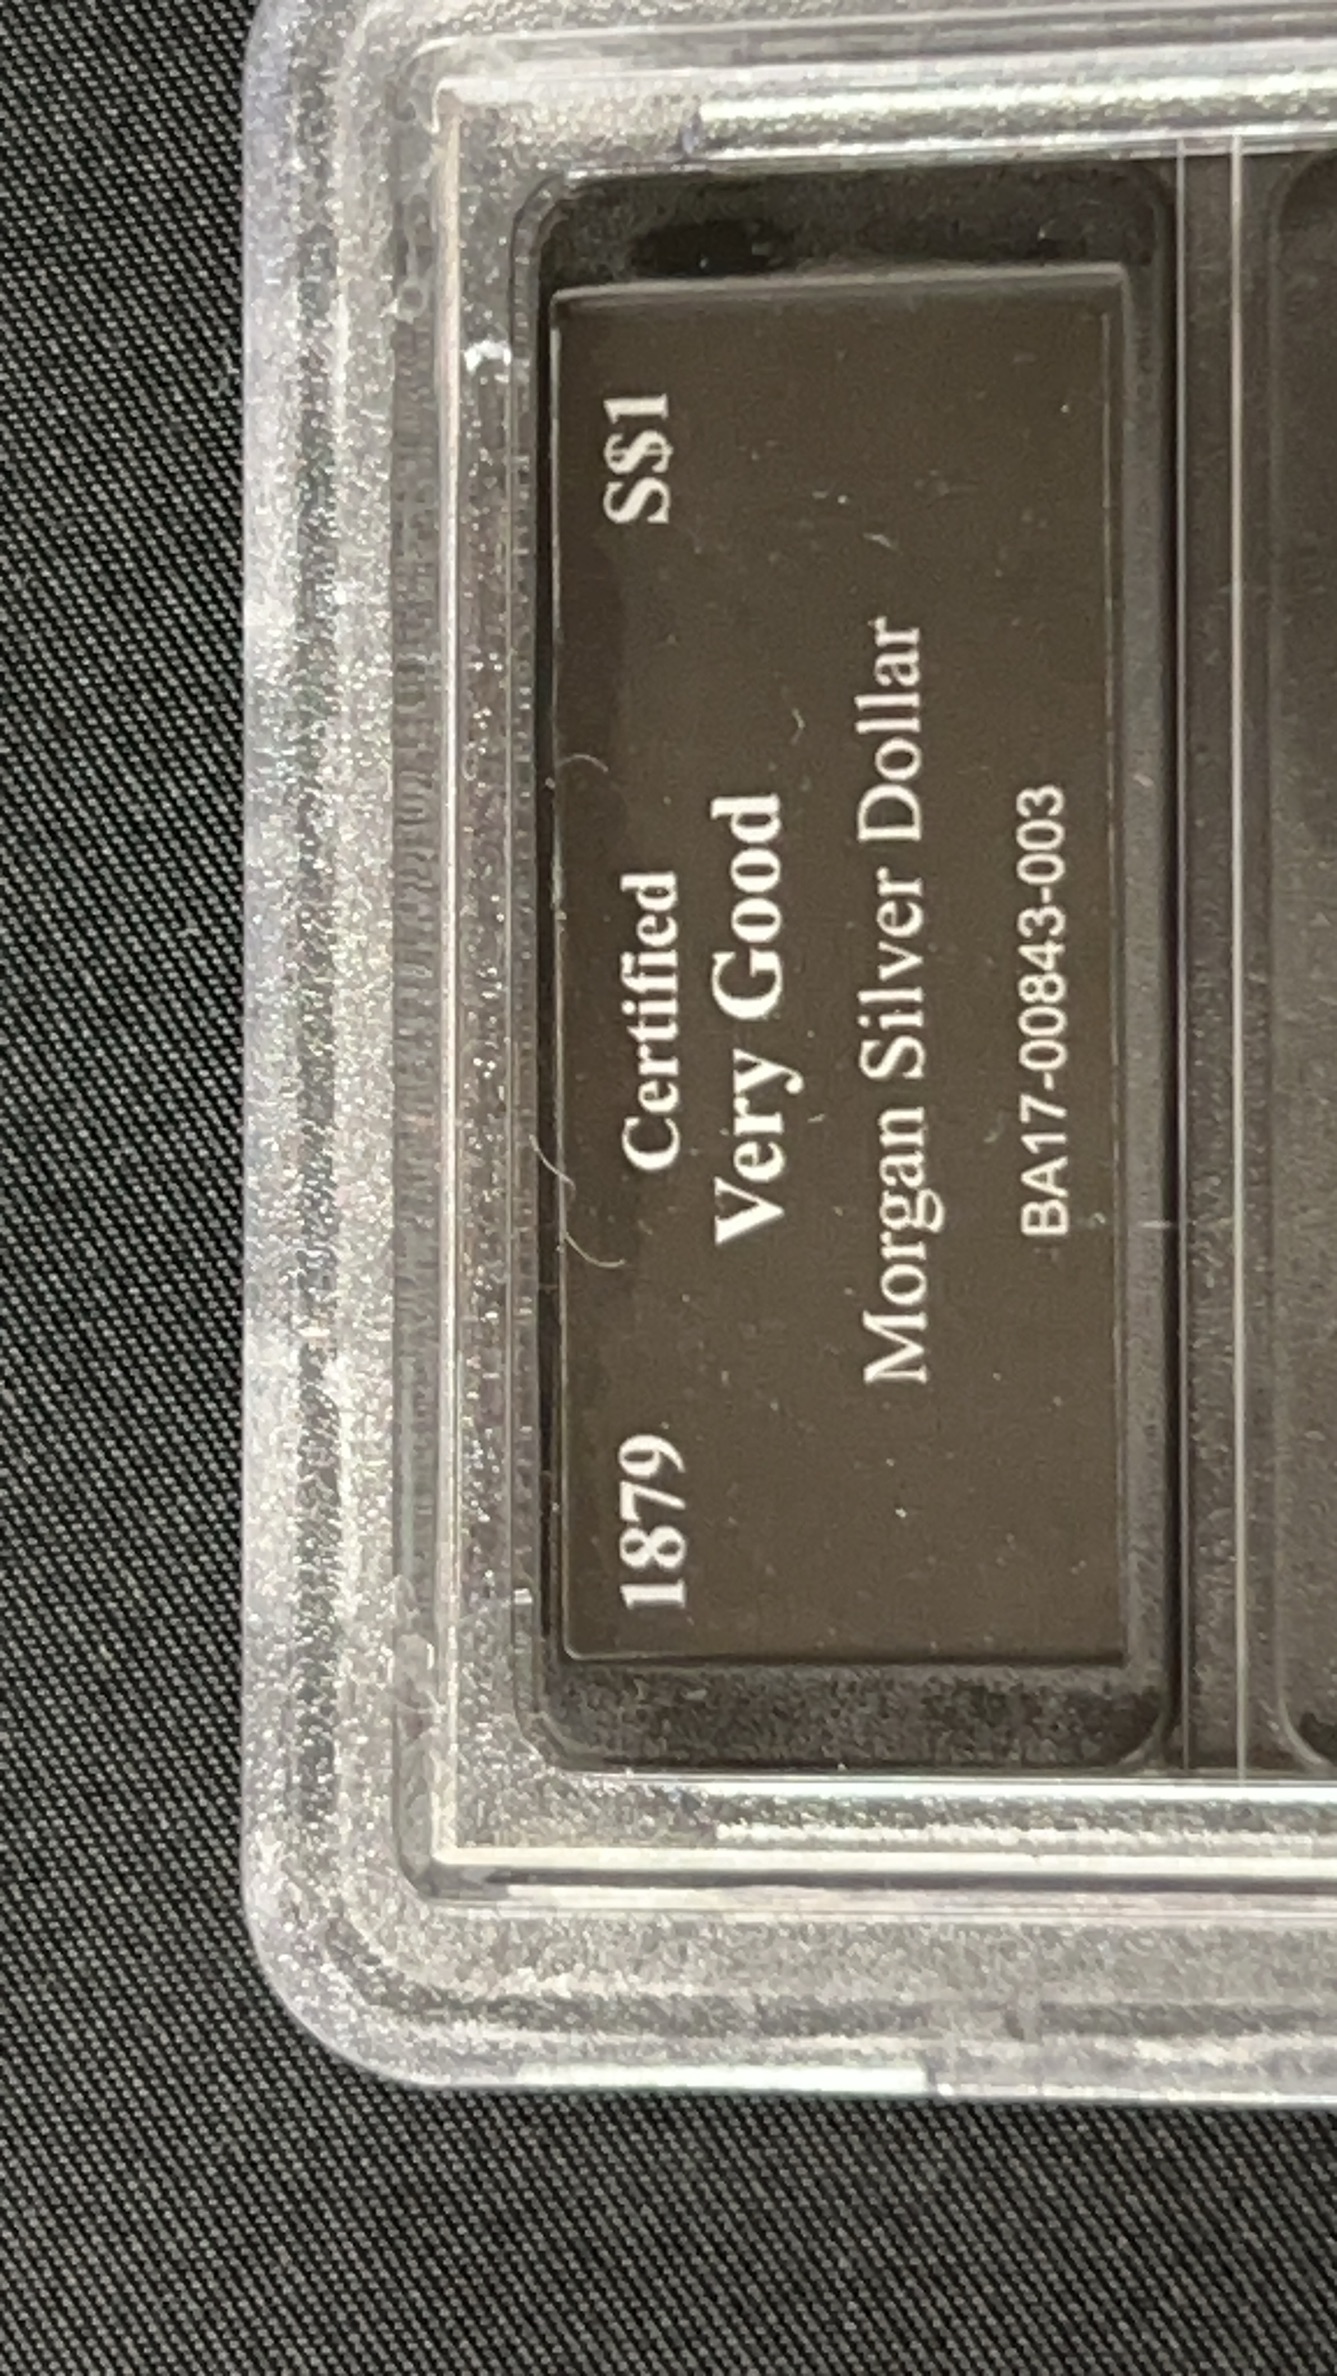 1879 Certified S$1
Very Good
Morgan Silver Dollar
BA17-00843-003